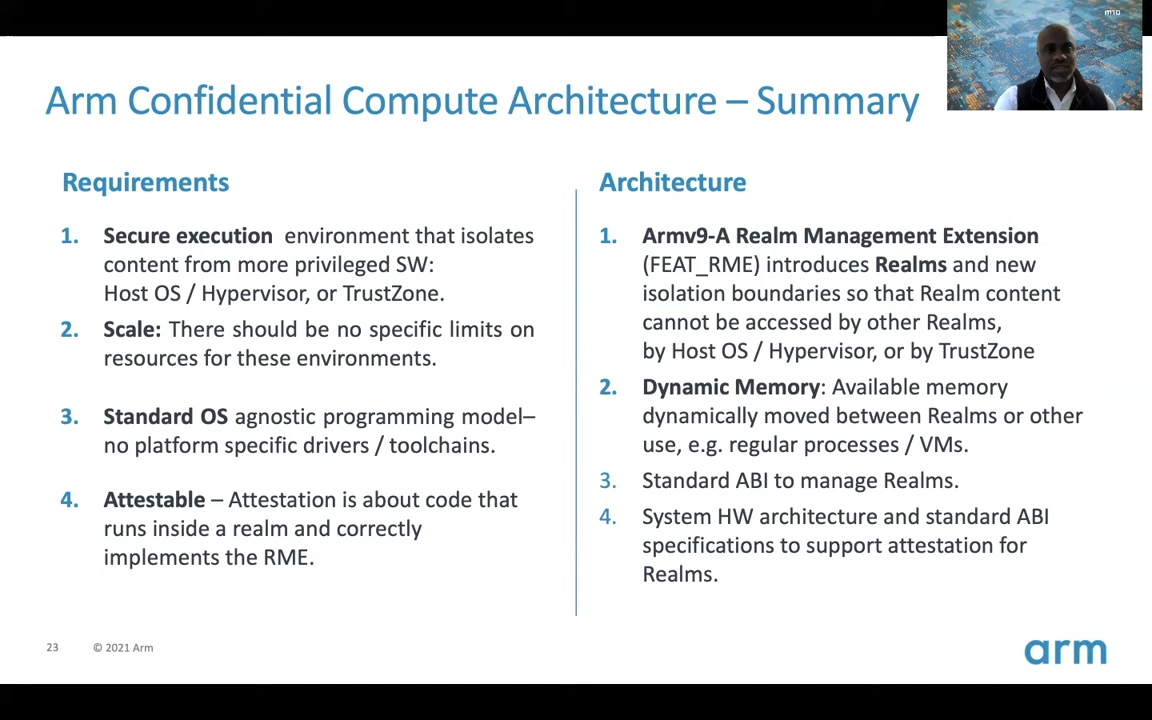 m10
Arm Confidential Compute Architecture – Summary
Requirements
1. Secure execution environment that isolates
content from more privileged SW:
Host OS / Hypervisor, or TrustZone.
2. Scale: There should be no specific limits on
resources for these environments.
3. Standard OS agnostic programming model–
no platform specific drivers / toolchains.
4. Attestable – Attestation is about code that
runs inside a realm and correctly
implements the RME.
Architecture
1. Armv9-A Realm Management Extension
(FEAT_RME) introduces Realms and new
isolation boundaries so that Realm content
cannot be accessed by other Realms,
by Host OS / Hypervisor, or by TrustZone
2. Dynamic Memory: Available memory
dynamically moved between Realms or other
use, e.g. regular processes / VMs.
3. Standard ABI to manage Realms.
4. System HW architecture and standard ABI
specifications to support attestation for
Realms.
23 © 2021 Arm
arm